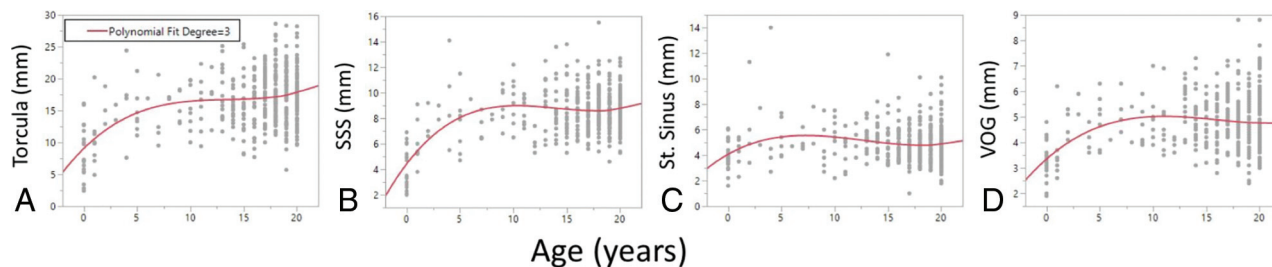 Polynomial Fit Degree=3
Torcula (mm)
30
25
20
15
10
5
0
0 5 10 15 20
A
SSS (mm)
16
14
12
10
8
6
4
2
0 5 10 15 20
B
St. Sinus (mm)
14
12
10
8
6
4
2
0
0 5 10 15 20
C
VOG (mm)
9
8
7
6
5
4
3
2
0 5 10 15 20
D
Age (years)